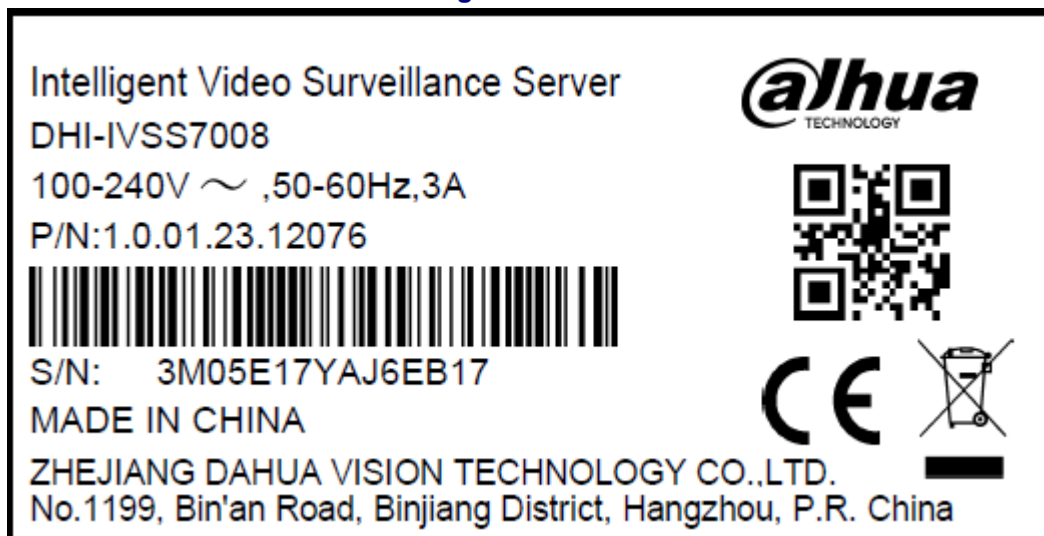 Intelligent Video Surveillance Server
DHI-IVSS7008
100-240V ～ ,50-60Hz,3A
P/N:1.0.01.23.12076
S/N: 3M05E17YAJ6EB17
MADE IN CHINA
ZHEJIANG DAHUA VISION TECHNOLOGY CO.,LTD.
No.1199, Bin'an Road, Binjiang District, Hangzhou, P.R. China
alhua
TECHNOLOGY
CE